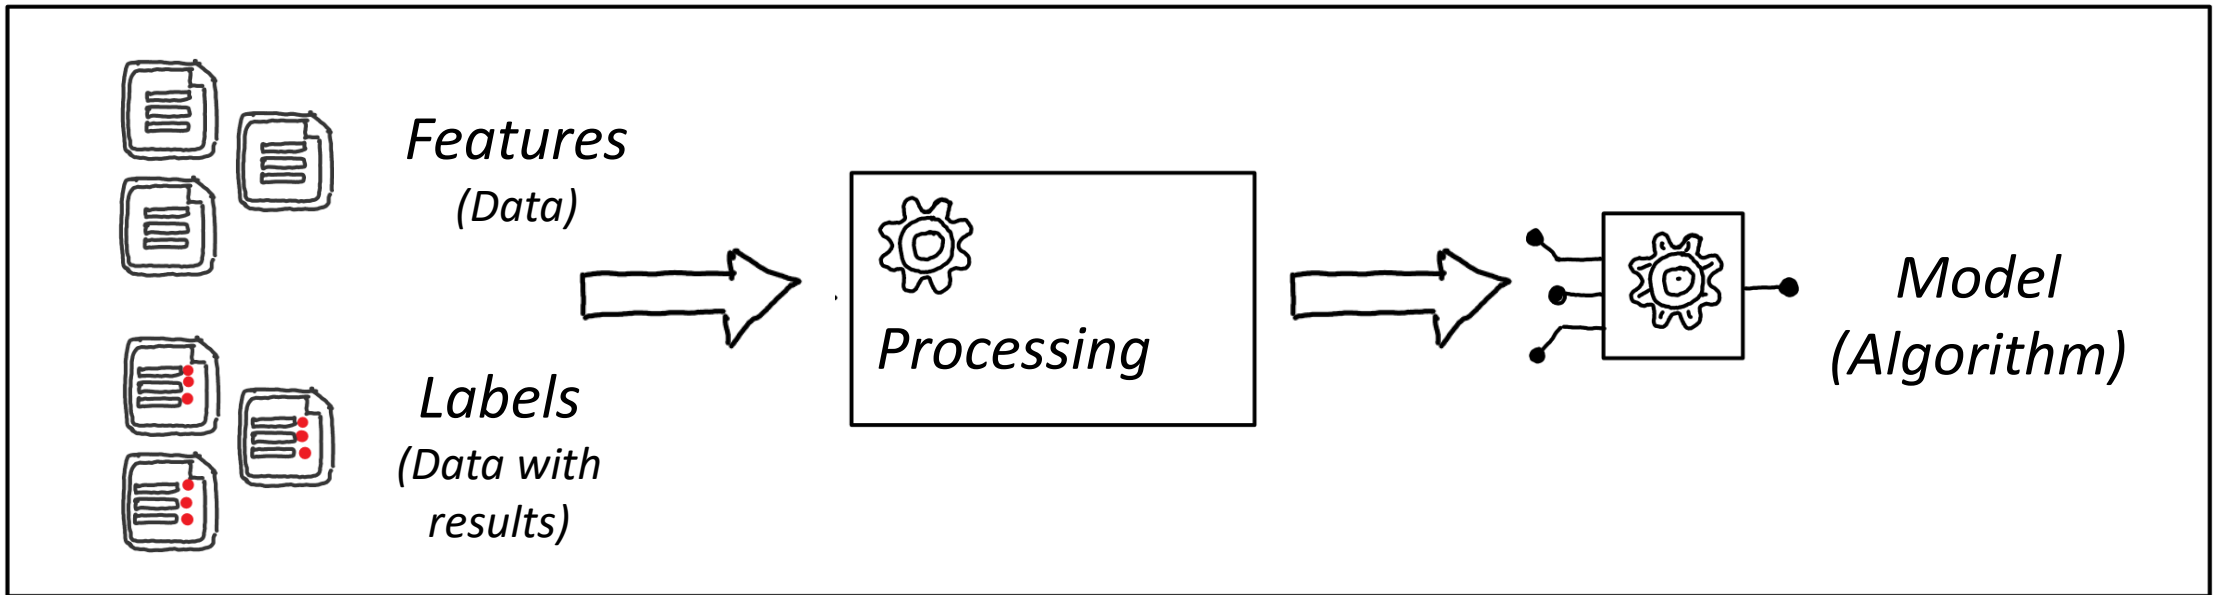 Features
(Data)
Labels
(Data with
results)
Processing
Model
(Algorithm)